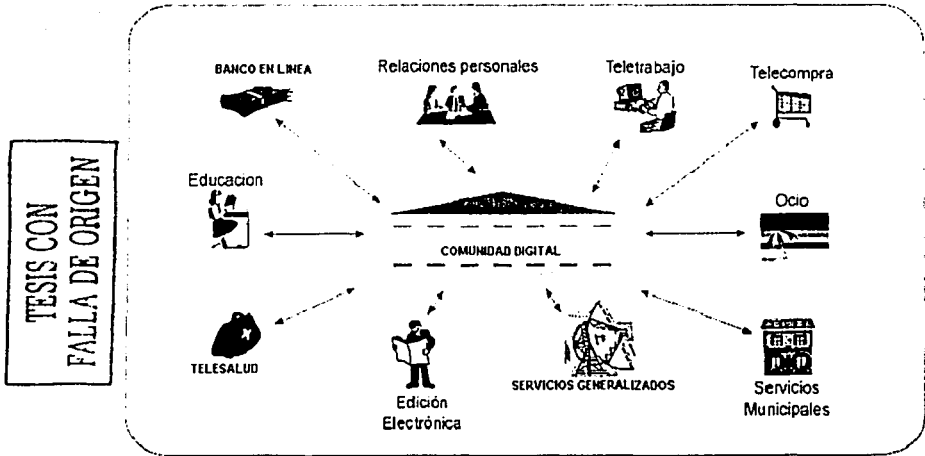 TESIS CON
FALLA DE ORIGEN
BANCO EN LINEA
Relaciones personales
Teletrabajo
Telecompra
Educacion
Ocio
COMUNIDAD DIGITAL
TELESALUD
Edición
Electrónica
SERVICIOS GENERALIZADOS
Servicios
Municipales